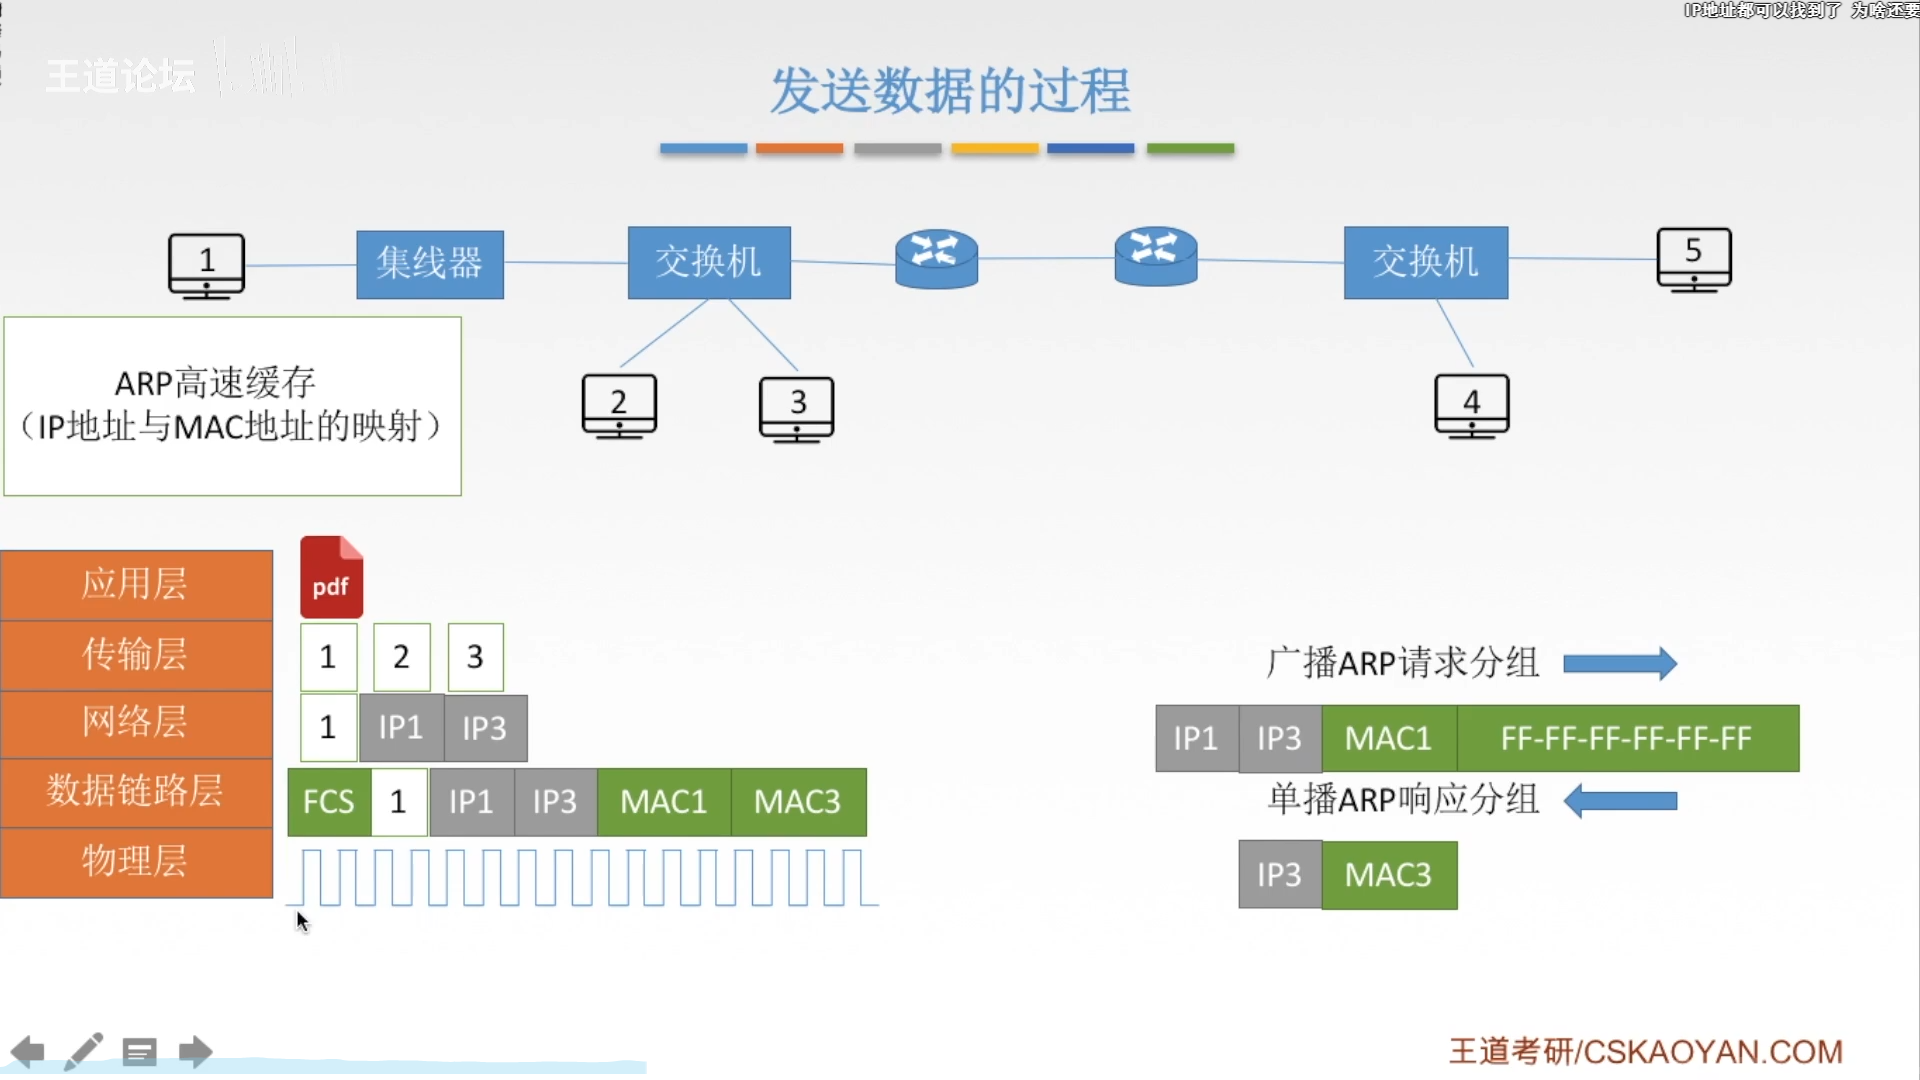 IP地址都可以找到了 为啥还要
王道论坛
发送数据的过程
1
集线器
交换机
交换机
5
2
3
4
ARP高速缓存
（IP地址与MAC地址的映射）
应用层
pdf
传输层
1 2 3
网络层
1 IP1 IP3
数据链路层
FCS 1 IP1 IP3 MAC1 MAC3
物理层
广播ARP请求分组
IP1 IP3 MAC1 FF-FF-FF-FF-FF-FF
单播ARP响应分组
IP3 MAC3
王道考研/CSKAOYAN.COM